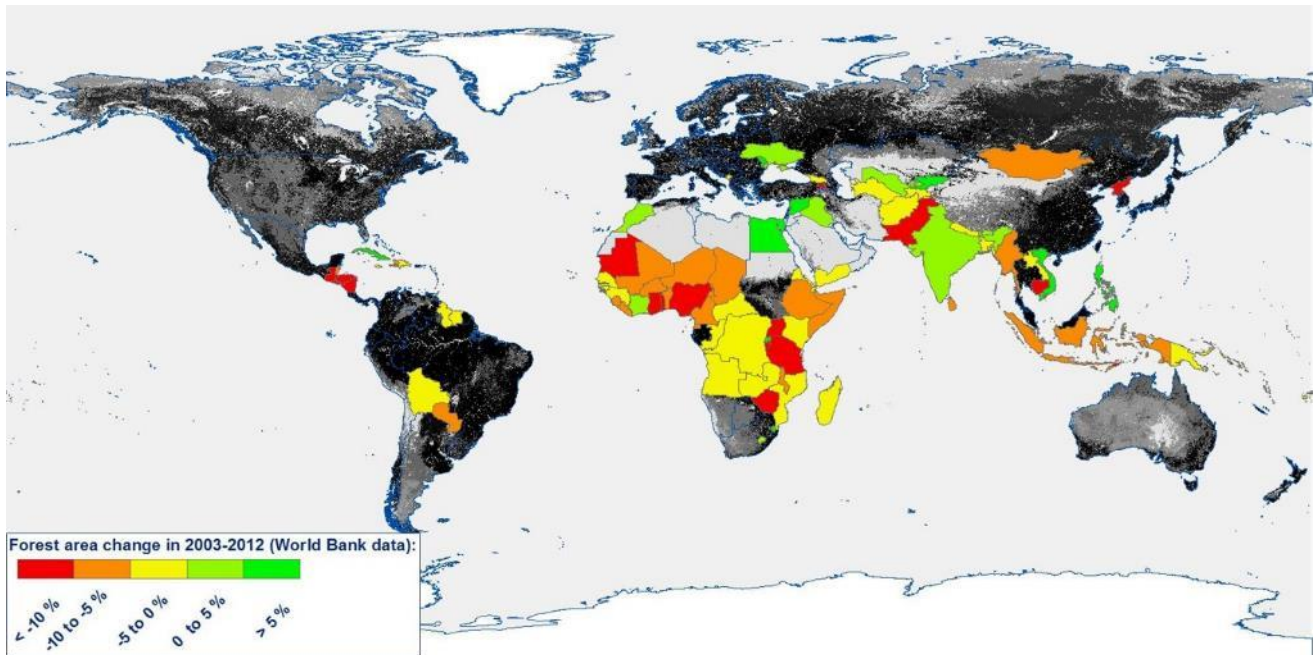 Forest area change in 2003-2012 (World Bank data):
< -10 %
-10 to -5 %
-5 to 0 %
0 to 5 %
> 5 %